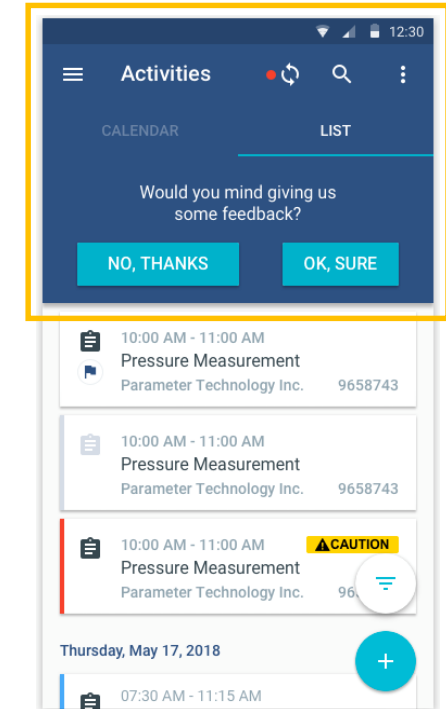 12:30
Activities
CALENDAR
LIST
Would you mind giving us
some feedback?
NO, THANKS
OK, SURE
10:00 AM - 11:00 AM
Pressure Measurement
Parameter Technology Inc. 9658743
10:00 AM - 11:00 AM
Pressure Measurement
Parameter Technology Inc. 9658743
10:00 AM - 11:00 AM
CAUTION
Pressure Measurement
Parameter Technology Inc. 96
Thursday, May 17, 2018
07:30 AM - 11:15 AM